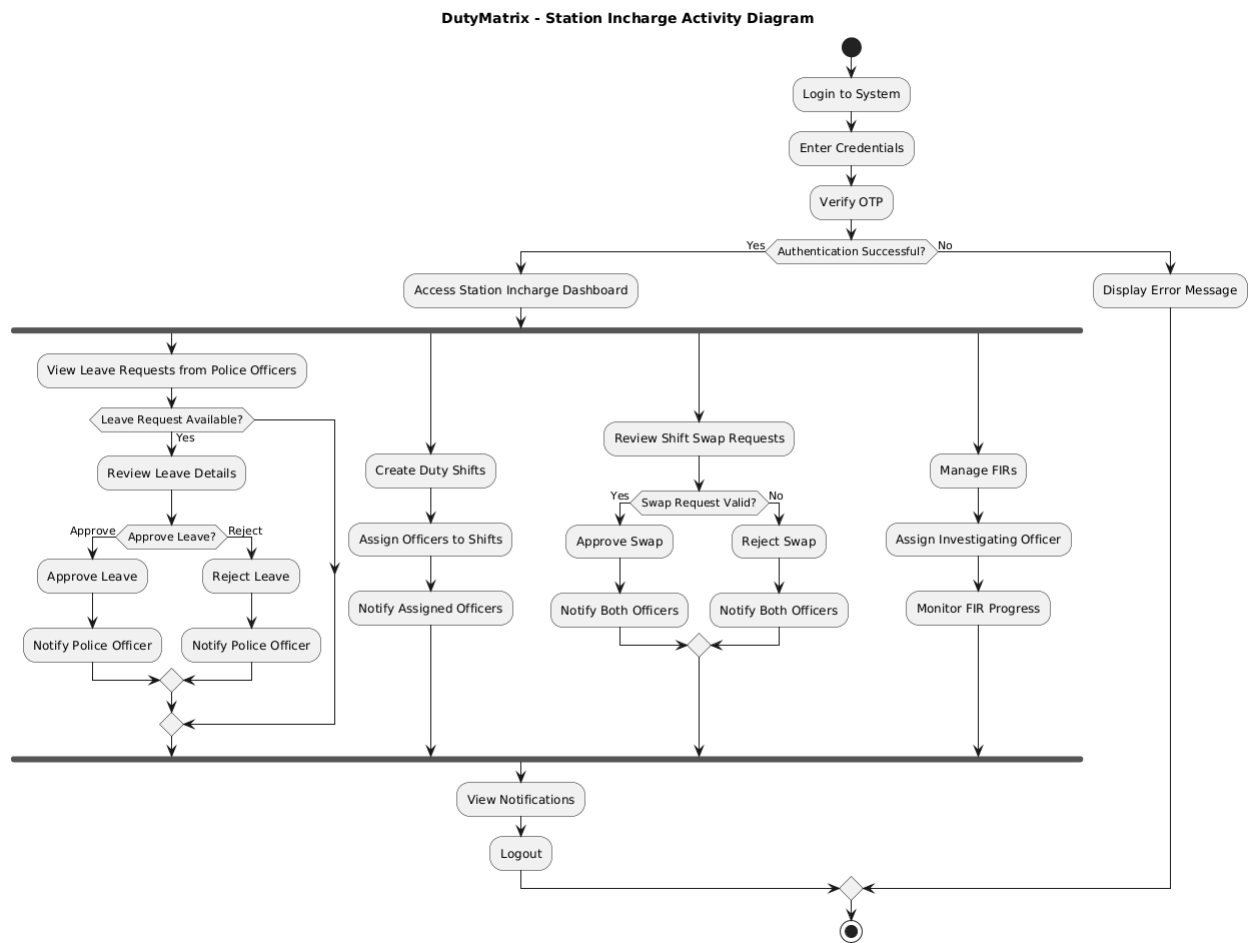 DutyMatrix - Station Incharge Activity Diagram
Login to System
Enter Credentials
Verify OTP
Yes
Authentication Successful?
No
Access Station Incharge Dashboard
Display Error Message
View Leave Requests from Police Officers
Leave Request Available?
Yes
Review Leave Details
Approve
Approve Leave?
Reject
Approve Leave
Reject Leave
Notify Police Officer
Notify Police Officer
Create Duty Shifts
Assign Officers to Shifts
Notify Assigned Officers
Review Shift Swap Requests
Yes
Swap Request Valid?
No
Approve Swap
Reject Swap
Notify Both Officers
Notify Both Officers
Manage FIRs
Assign Investigating Officer
Monitor FIR Progress
View Notifications
Logout